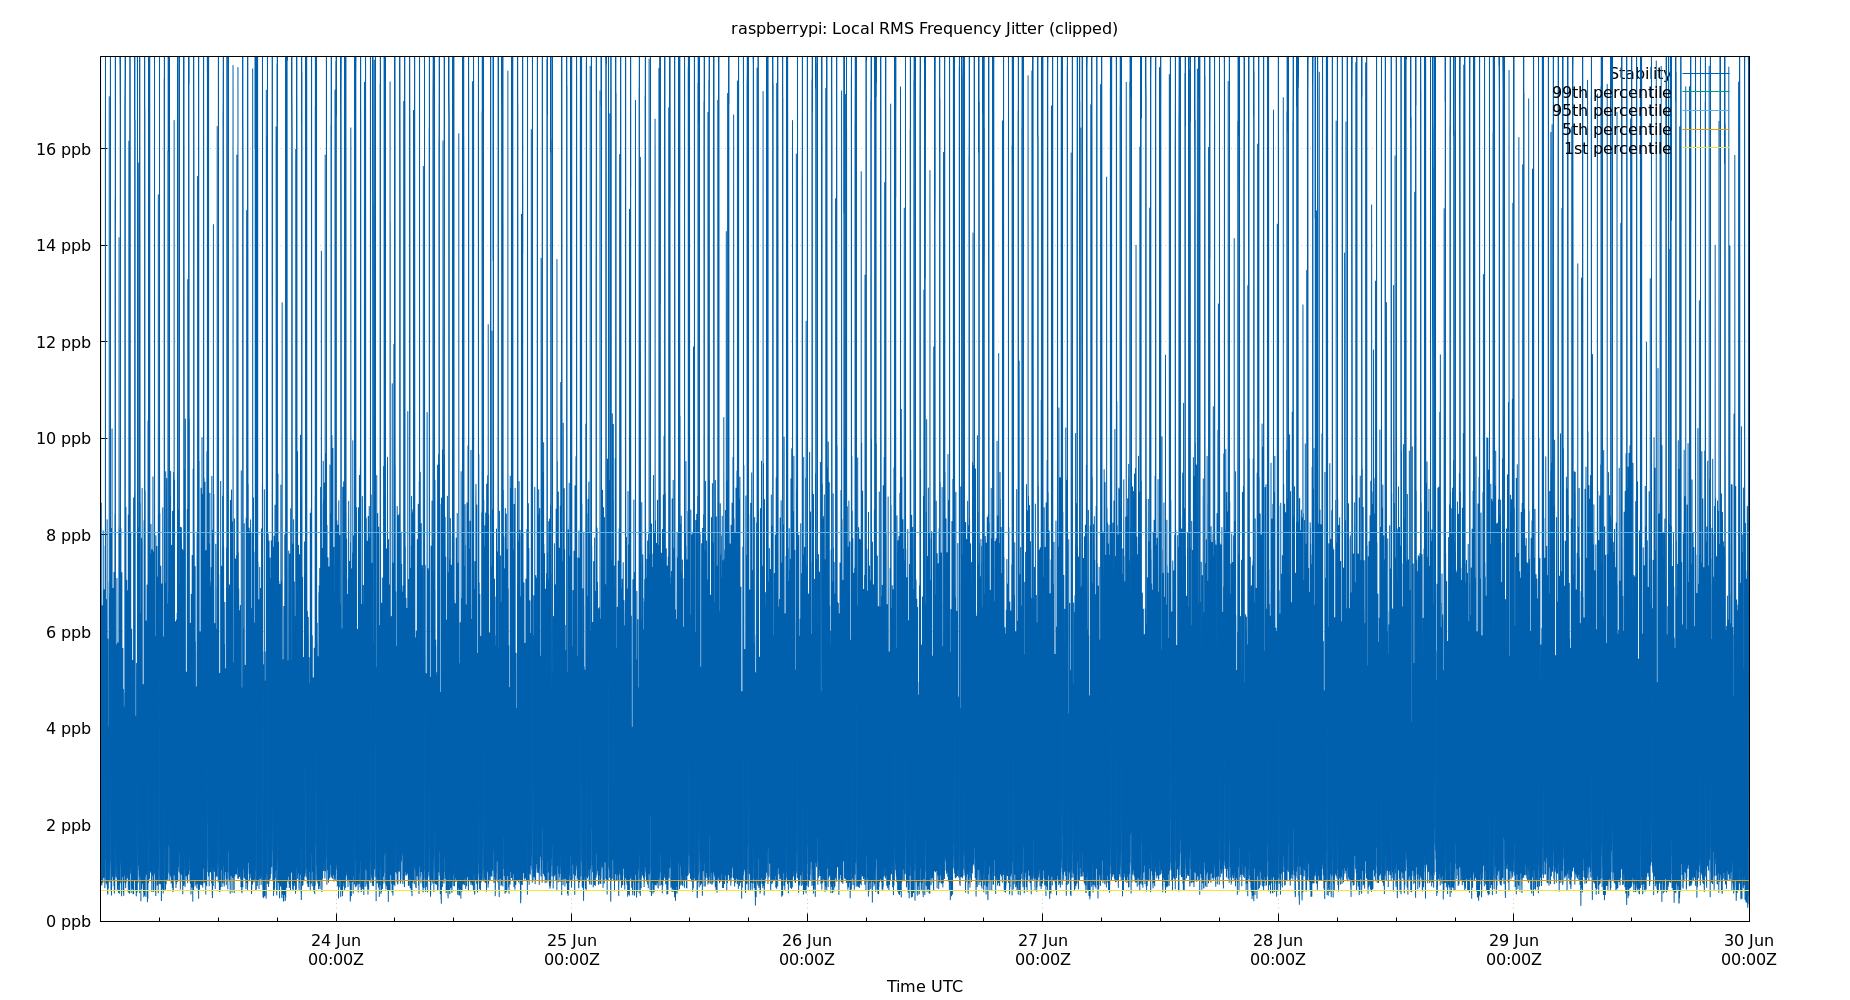 raspberrypi: Local RMS Frequency Jitter (clipped)
Stability
99th percentile
95th percentile
5th percentile
1st percentile
16 ppb
14 ppb
12 ppb
10 ppb
8 ppb
6 ppb
4 ppb
2 ppb
0 ppb
24 Jun 25 Jun 26 Jun 27 Jun 28 Jun 29 Jun 30 Jun
00:00Z 00:00Z 00:00Z 00:00Z 00:00Z 00:00Z 00:00Z
Time UTC